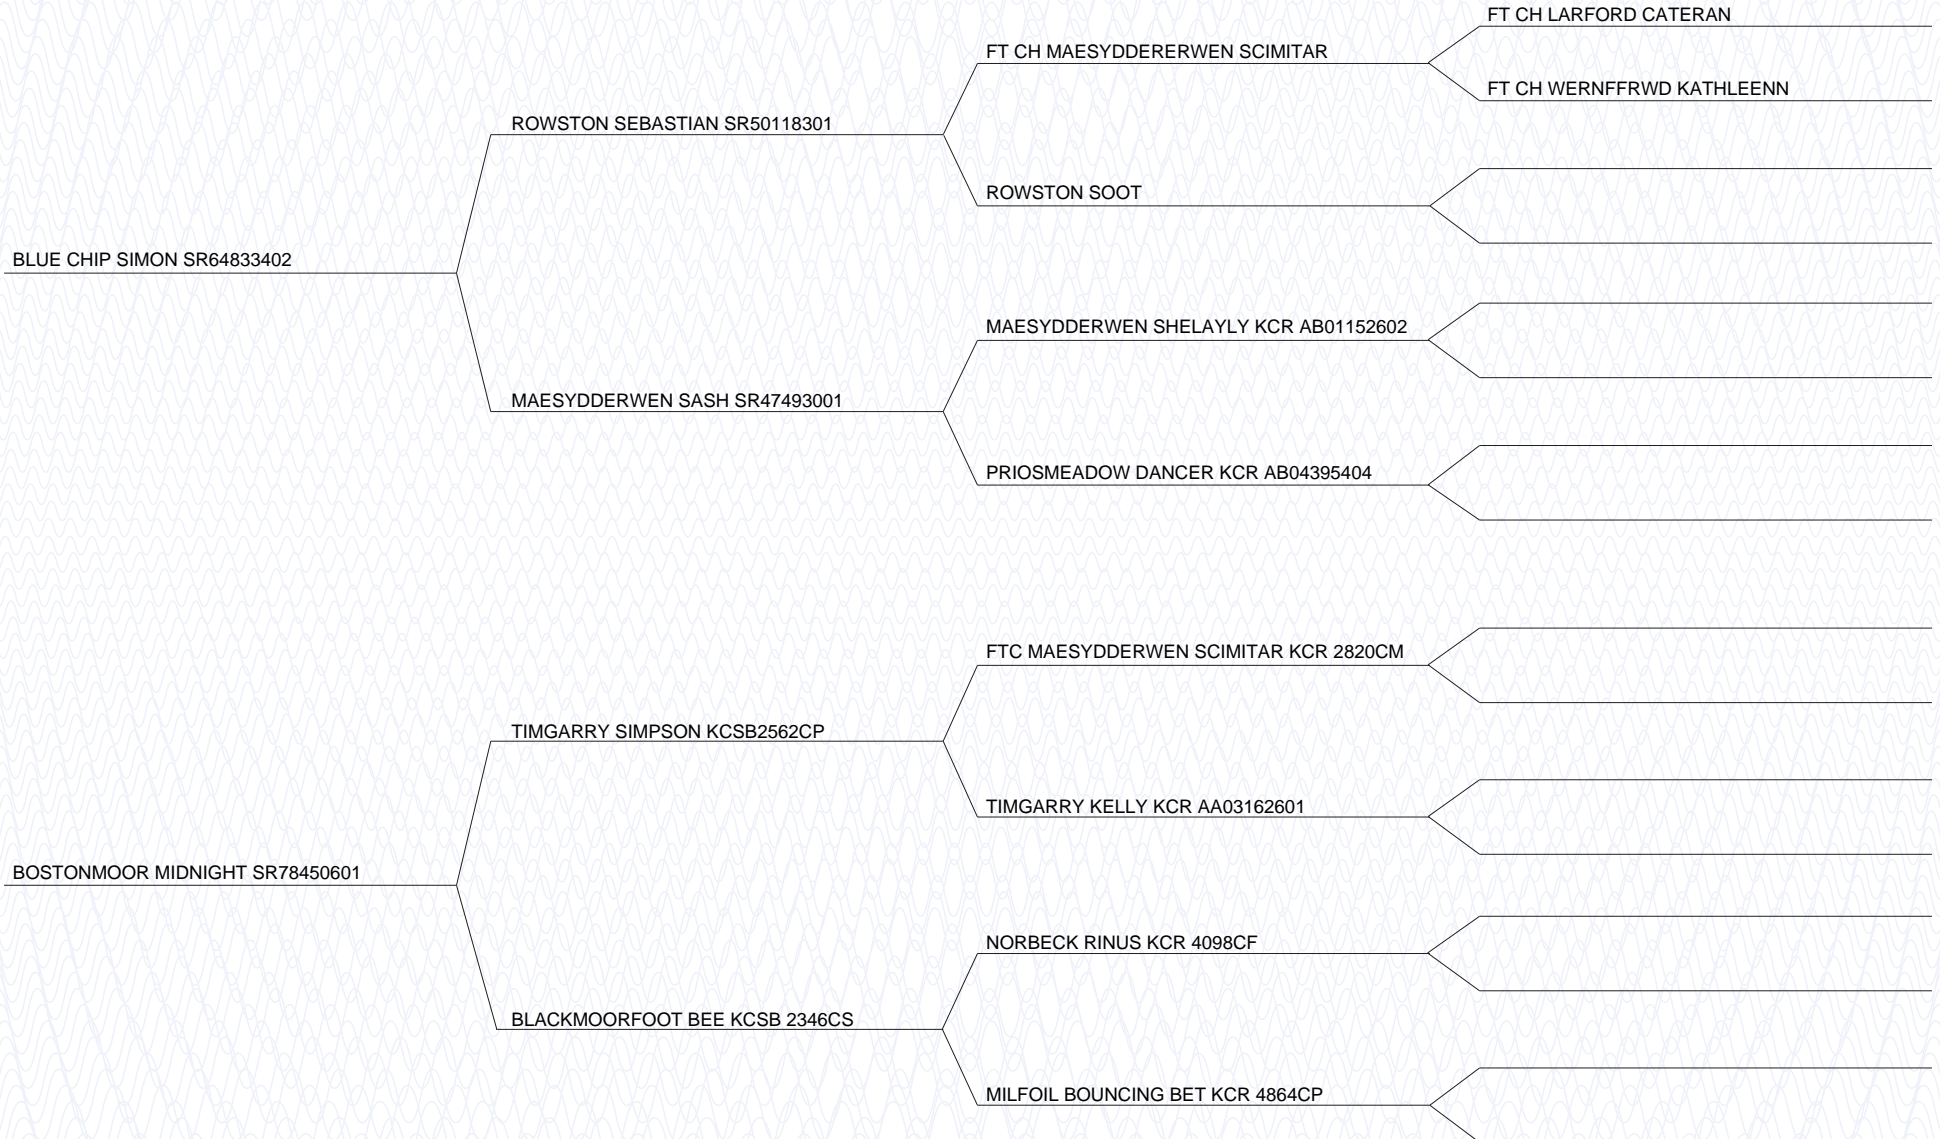 FT CH LARFORD CATERAN
FT CH MAESYDDERERWEN SCIMITAR
FT CH WERNFFRWD KATHLEENN
ROWSTON SEBASTIAN SR50118301
ROWSTON SOOT
BLUE CHIP SIMON SR64833402
MAESYDDERWEN SHELAYLY KCR AB01152602
MAESYDDERWEN SASH SR47493001
PRIOSMEADOW DANCER KCR AB04395404
FTC MAESYDDERWEN SCIMITAR KCR 2820CM
TIMGARRY SIMPSON KCSB2562CP
TIMGARRY KELLY KCR AA03162601
BOSTONMOOR MIDNIGHT SR78450601
NORBECK RINUS KCR 4098CF
BLACKMOORFOOT BEE KCSB 2346CS
MILFOIL BOUNCING BET KCR 4864CP